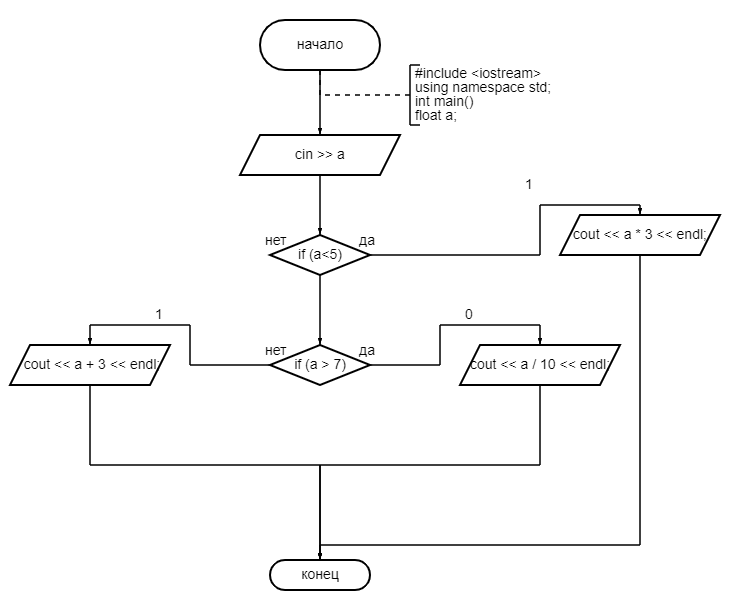 начало
#include <iostream>
using namespace std;
int main()
float a;
cin >> a
1
нет
да
if (a<5)
cout << a * 3 << endl;
1
0
нет
да
cout << a + 3 << endl;
if (a > 7)
cout << a / 10 << endl;
конец